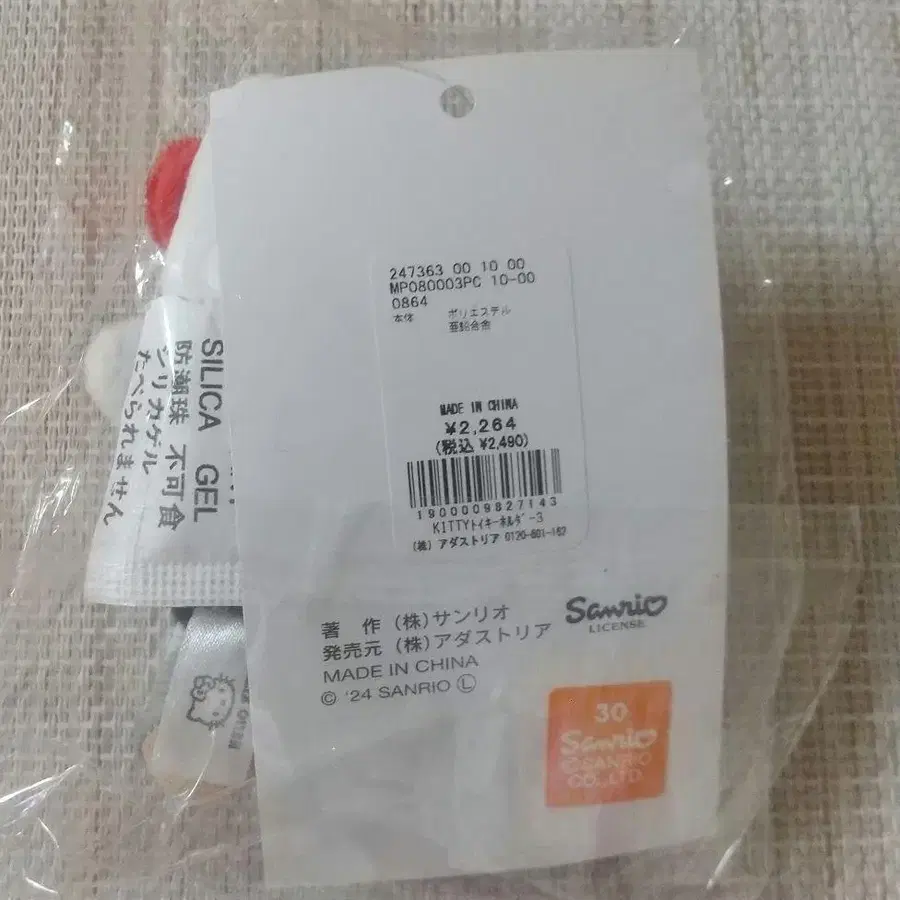 247363 00 10 00
MP080003PC 10-00
0864
本体 ポリエステル
亜鉛合金
MADE IN CHINA
¥2,264
(税込 ¥2,490)
1900009827143
KITTYトイキーホルダ-3
(株) アダストリア 0120-601-162
SILICA GEL
防潮珠 不可食
シリカゲル
たべられません
著 作 (株)サンリオ
発売元 (株)アダストリア
MADE IN CHINA
© '24 SANRIO Ⓛ
Sanrio
LICENSE
30
Sanrio
© SANRIO
CO.,LTD.